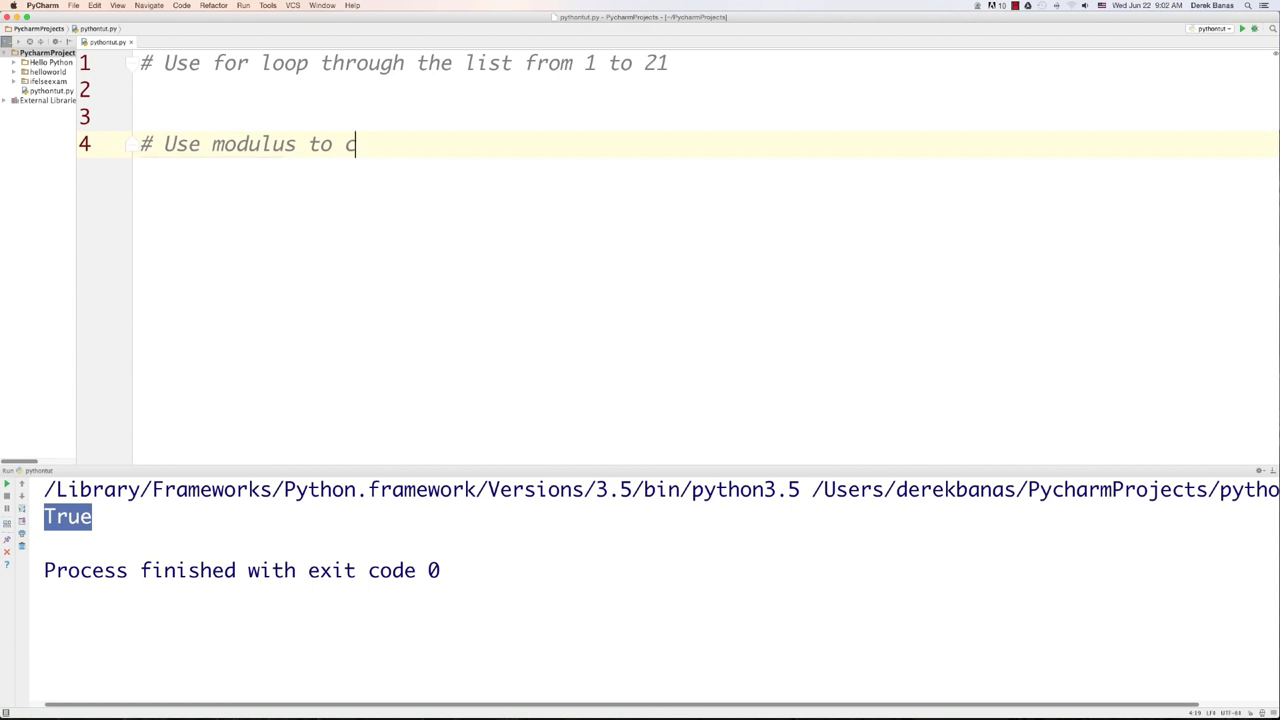 PyCharm File Edit View Navigate Code Refactor Run Tools VCS Window Help 10 Wed Jun 22 9:02 AM Derek Banas
pythontut.py - PycharmProjects - [~/PycharmProjects]
PycharmProjects pythontut.py pythontut
pythontut.py
PycharmProject
Hello Python
helloworld
ifelseexam
pythontut.py
External Librarie
1 # Use for loop through the list from 1 to 21
2
3
4 # Use modulus to c
Run pythontut
/Library/Frameworks/Python.framework/Versions/3.5/bin/python3.5 /Users/derekbanas/PycharmProjects/pytho
True
Process finished with exit code 0
4:19 LF UTF-8